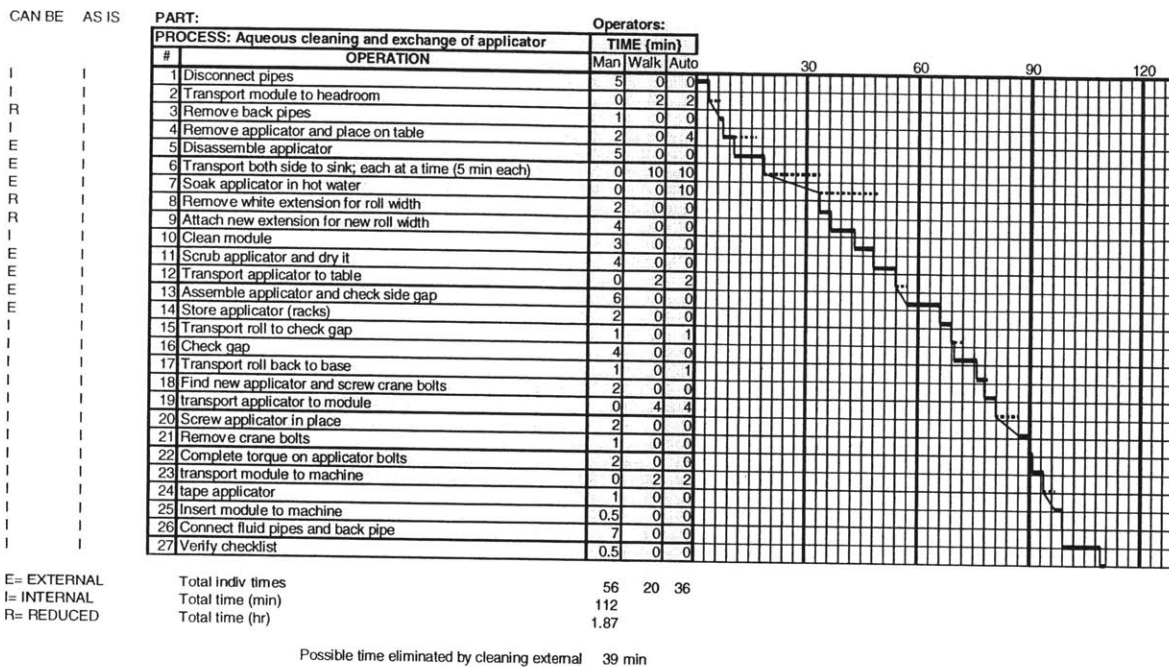 CAN BE AS IS PART: Operators:
PROCESS: Aqueous cleaning and exchange of applicator TIME {min}
# OPERATION Man Walk Auto 30 60 90 120
I I 1 Disconnect pipes 5 0 0
I I 2 Transport module to headroom 0 2 2
R I 3 Remove back pipes 1 0 0
I I 4 Remove applicator and place on table 2 0 4
E I 5 Disassemble applicator 5 0 0
E I 6 Transport both side to sink; each at a time (5 min each) 0 10 10
E I 7 Soak applicator in hot water 0 0 10
R I 8 Remove white extension for roll width 2 0 0
R I 9 Attach new extension for new roll width 4 0 0
I I 10 Clean module 3 0 0
E I 11 Scrub applicator and dry it 4 0 0
E I 12 Transport applicator to table 0 2 2
E I 13 Assemble applicator and check side gap 6 0 0
E I 14 Store applicator (racks) 2 0 0
I I 15 Transport roll to check gap 1 0 1
I I 16 Check gap 4 0 0
I I 17 Transport roll back to base 1 0 1
I I 18 Find new applicator and screw crane bolts 2 0 0
I I 19 transport applicator to module 0 4 4
I I 20 Screw applicator in place 2 0 0
I I 21 Remove crane bolts 1 0 0
I I 22 Complete torque on applicator bolts 2 0 0
I I 23 transport module to machine 0 2 2
I I 24 tape applicator 1 0 0
I I 25 Insert module to machine 0.5 0 0
I I 26 Connect fluid pipes and back pipe 7 0 0
I I 27 Verify checklist 0.5 0 0
E= EXTERNAL Total indiv times 56 20 36
I= INTERNAL Total time (min) 112
R= REDUCED Total time (hr) 1.87
Possible time eliminated by cleaning external 39 min